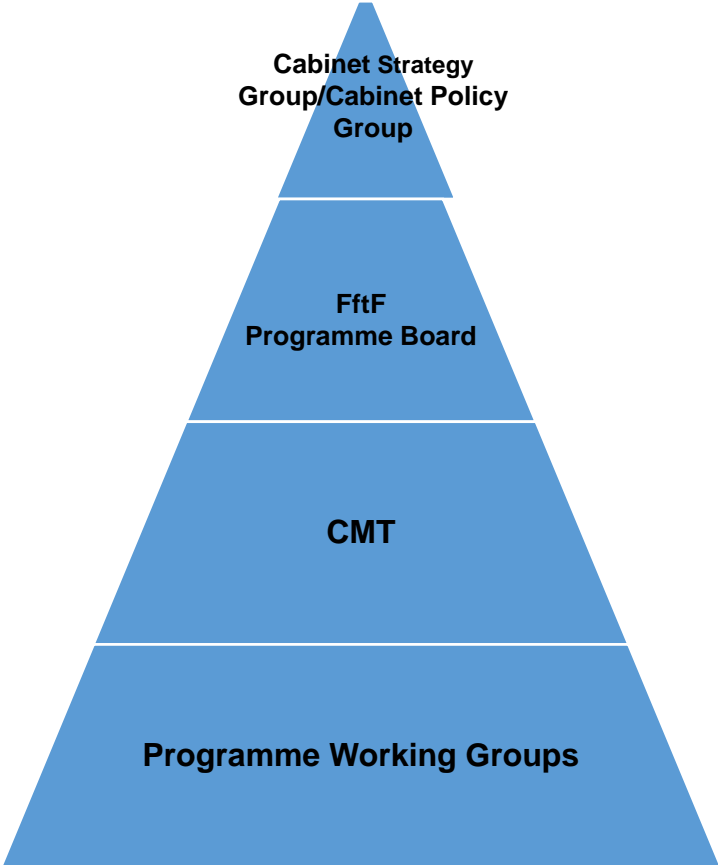 Cabinet Strategy
Group/Cabinet Policy
Group
FftF
Programme Board
CMT
Programme Working Groups